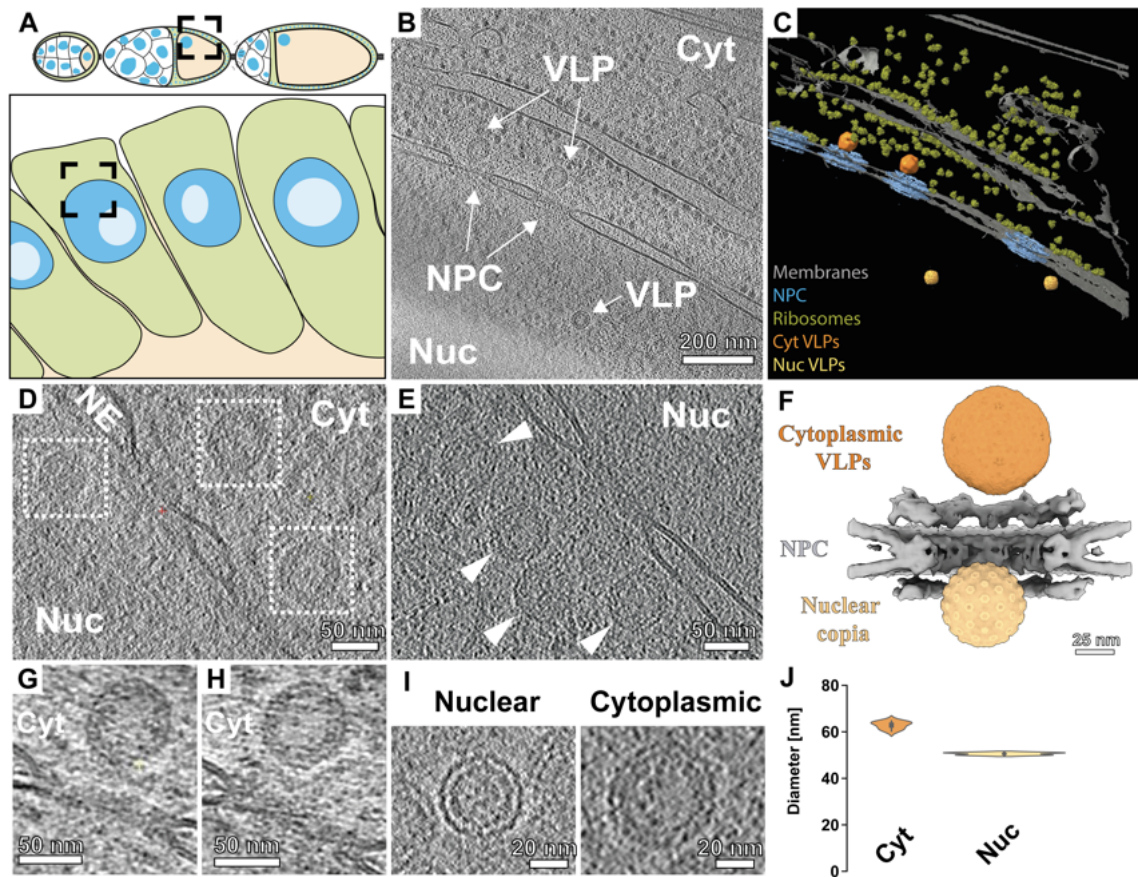 A
B
Cyt
VLP
NPC
VLP
Nuc
200 nm
C
Membranes
NPC
Ribosomes
Cyt VLPs
Nuc VLPs
D
NE
Cyt
Nuc
50 nm
E
Nuc
50 nm
F
Cytoplasmic
VLPs
NPC
Nuclear
copia
25 nm
G
Cyt
50 nm
H
Cyt
50 nm
I
Nuclear
Cytoplasmic
20 nm
20 nm
J
Diameter [nm]
80
60
40
20
0
Cyt
Nuc